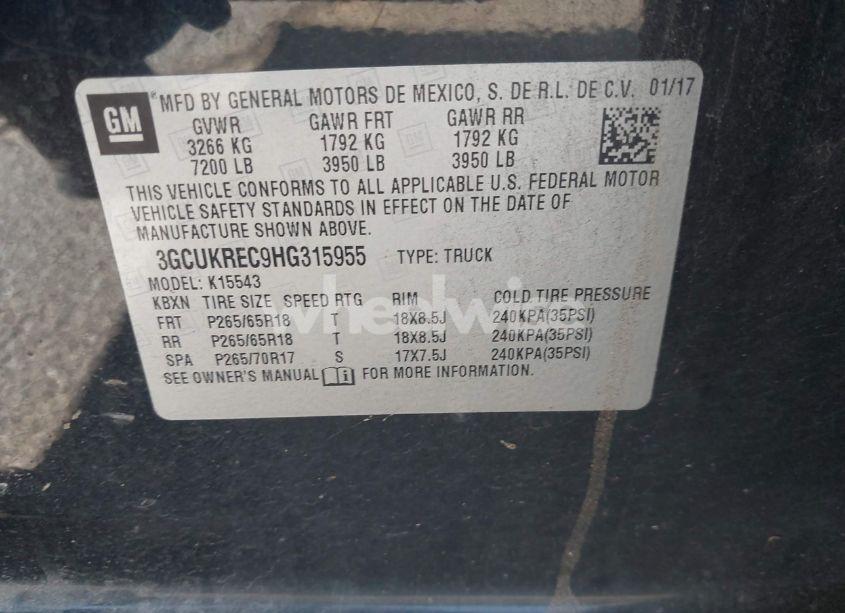 GM
MFD BY GENERAL MOTORS DE MEXICO, S. DE R.L. DE C.V. 01/17
GVWR GAWR FRT GAWR RR
3266 KG 1792 KG 1792 KG
7200 LB 3950 LB 3950 LB
THIS VEHICLE CONFORMS TO ALL APPLICABLE U.S. FEDERAL MOTOR
VEHICLE SAFETY STANDARDS IN EFFECT ON THE DATE OF
MANUFACTURE SHOWN ABOVE.
3GCUKREC9HG315955 TYPE: TRUCK
MODEL: K15543
KBXN TIRE SIZE SPEED RTG RIM COLD TIRE PRESSURE
FRT P265/65R18 T 18X8.5J 240KPA(35PSI)
RR P265/65R18 T 18X8.5J 240KPA(35PSI)
SPA P265/70R17 S 17X7.5J 240KPA(35PSI)
SEE OWNER'S MANUAL FOR MORE INFORMATION.